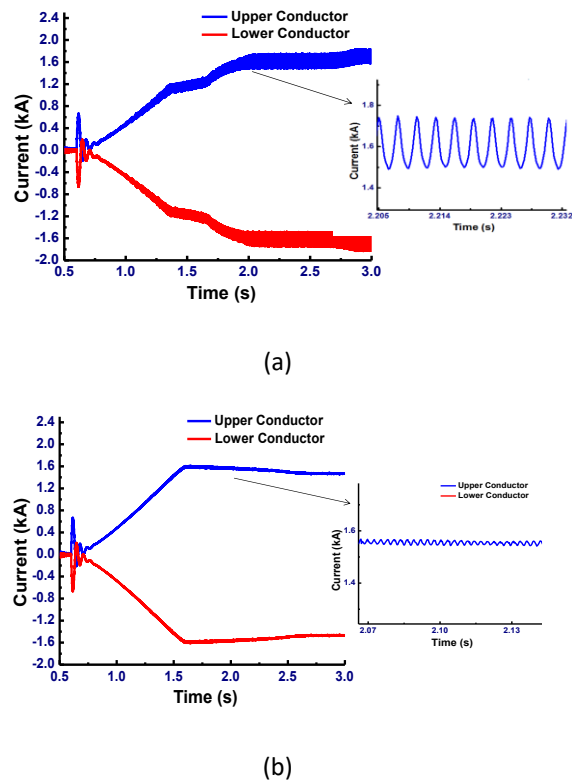 2.4
2.0
1.6
1.2
0.8
0.4
0.0
-0.4
-0.8
-1.2
-1.6
-2.0
Current (kA)
Upper Conductor
Lower Conductor
0.5 1.0 1.5 2.0 2.5 3.0
Time (s)
1.8
1.6
1.4
Current (kA)
2.205 2.214 2.223 2.232
Time (s)
(a)
2.4
2.0
1.6
1.2
0.8
0.4
0.0
-0.4
-0.8
-1.2
-1.6
-2.0
Current (kA)
Upper Conductor
Lower Conductor
0.5 1.0 1.5 2.0 2.5 3.0
Time (s)
Upper Conductor
Lower Conductor
1.6
1.4
Current (kA)
2.07 2.10 2.13
Time (s)
(b)